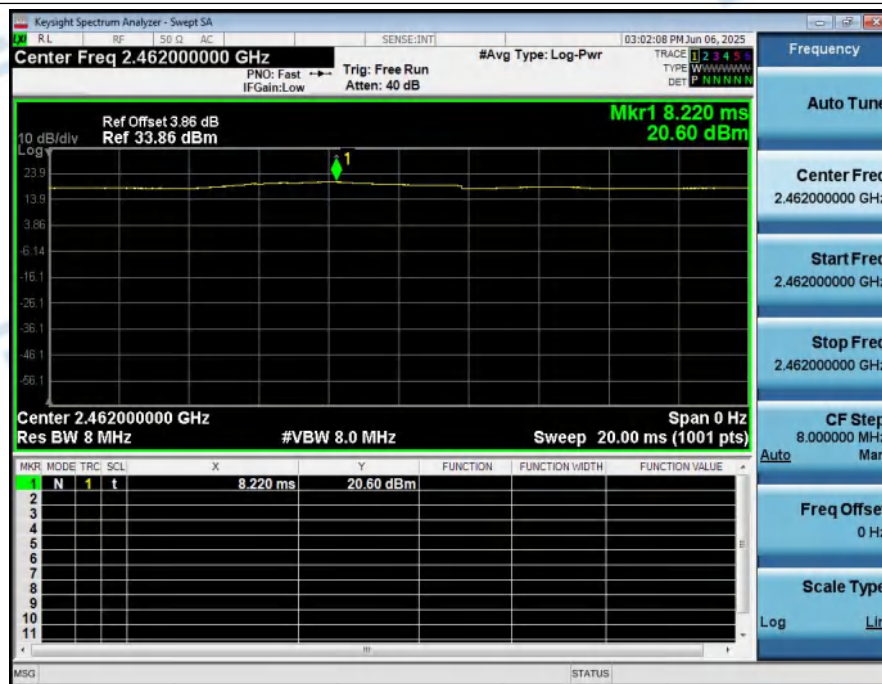 Keysight Spectrum Analyzer - Swept SA
LXI RL RF 50 Ω AC SENSE:INT 03:02:08 PM Jun 06, 2025
Center Freq 2.462000000 GHz #Avg Type: Log-Pwr TRACE 1 2 3 4 5 6
PNO: Fast Trig: Free Run TYPE WWWWWW
IFGain:Low Atten: 40 dB DET P N N N N N
Mkr1 8.220 ms
Ref Offset 3.86 dB
10 dB/div Ref 33.86 dBm 20.60 dBm
Log
1
23.9
13.9
3.86
-6.14
-16.1
-26.1
-36.1
-46.1
-56.1
Center 2.462000000 GHz Span 0 Hz
Res BW 8 MHz #VBW 8.0 MHz Sweep 20.00 ms (1001 pts)
MKR MODE TRC SCL X Y FUNCTION FUNCTION WIDTH FUNCTION VALUE
1 N 1 t 8.220 ms 20.60 dBm
2
3
4
5
6
7
8
9
10
11
MSG STATUS
Frequency
Auto Tune
Center Freq
2.462000000 GHz
Start Freq
2.462000000 GHz
Stop Freq
2.462000000 GHz
CF Step
8.000000 MHz
Auto Man
Freq Offset
0 Hz
Scale Type
Log Lin